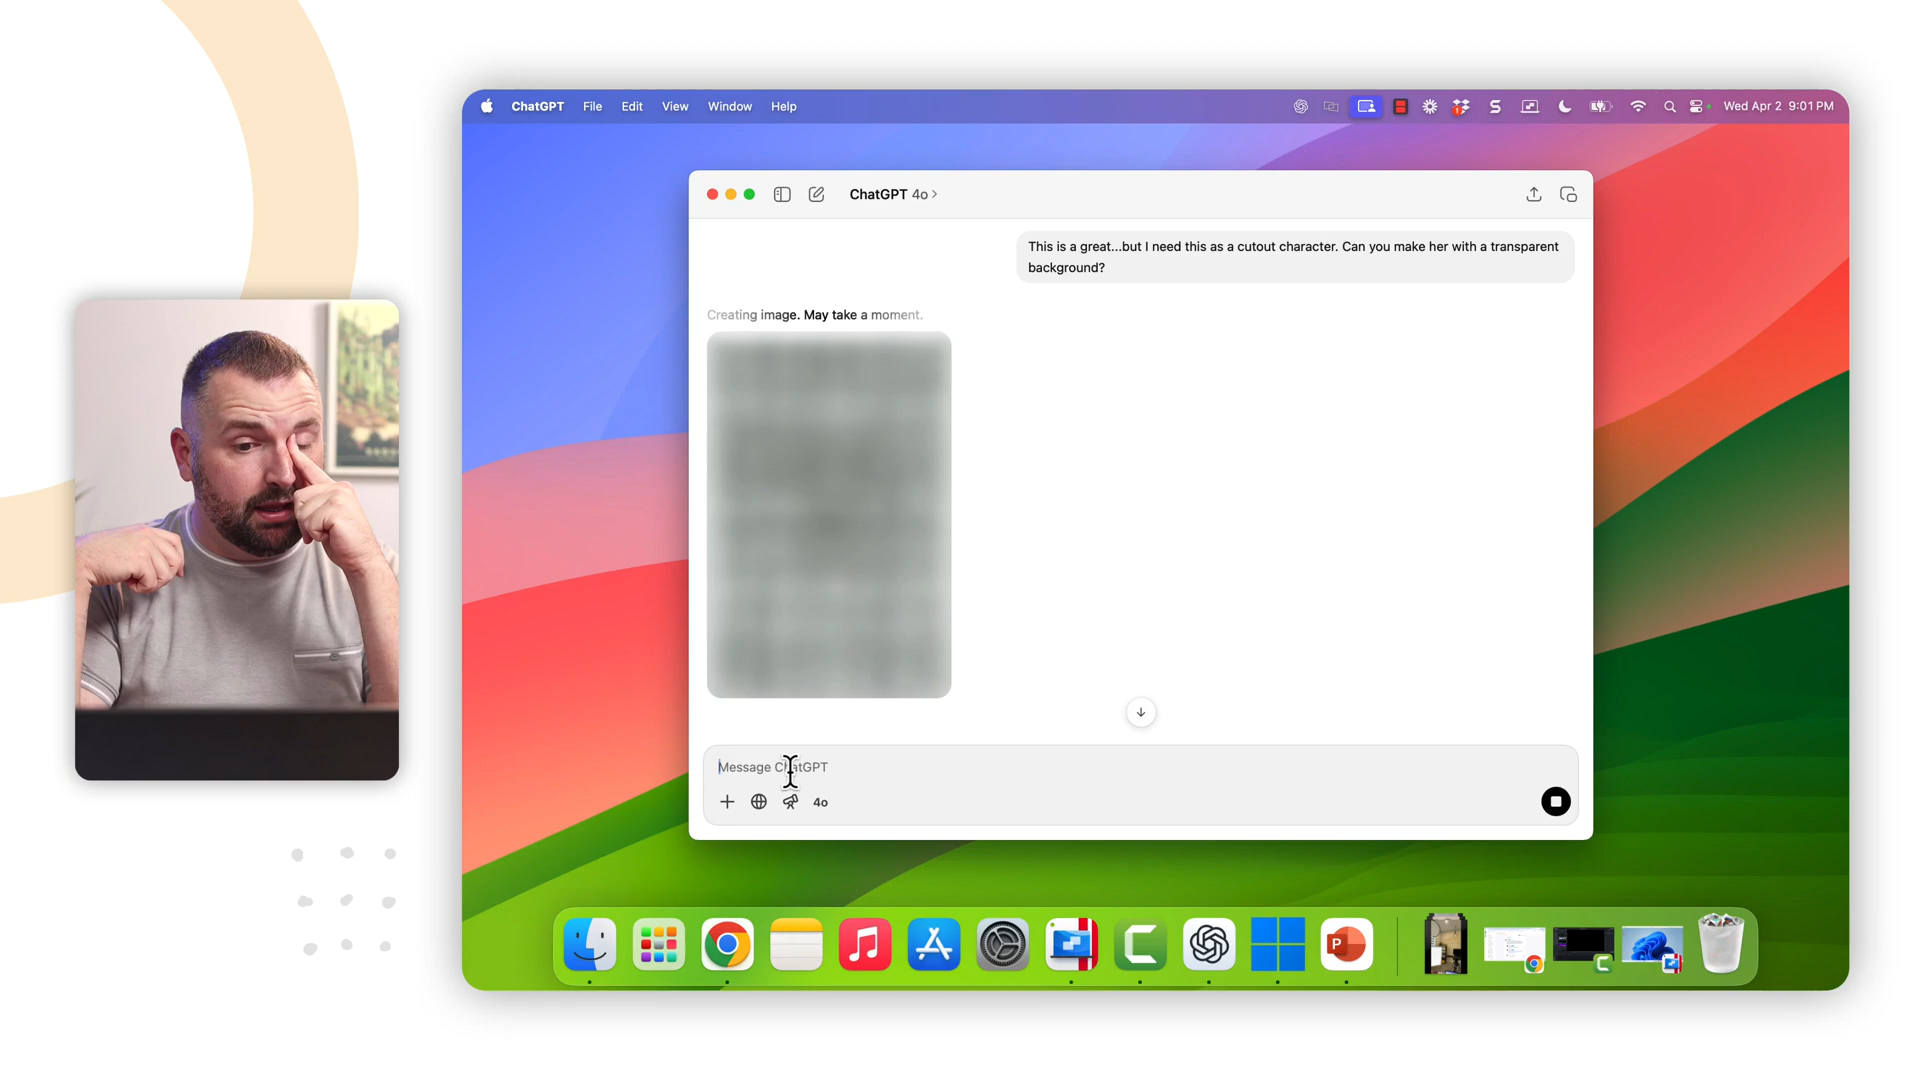 ChatGPT File Edit View Window Help
Wed Apr 2 9:01 PM
ChatGPT 4o >
This is a great...but I need this as a cutout character. Can you make her with a transparent
background?
Creating image. May take a moment.
Message ChatGPT
4o